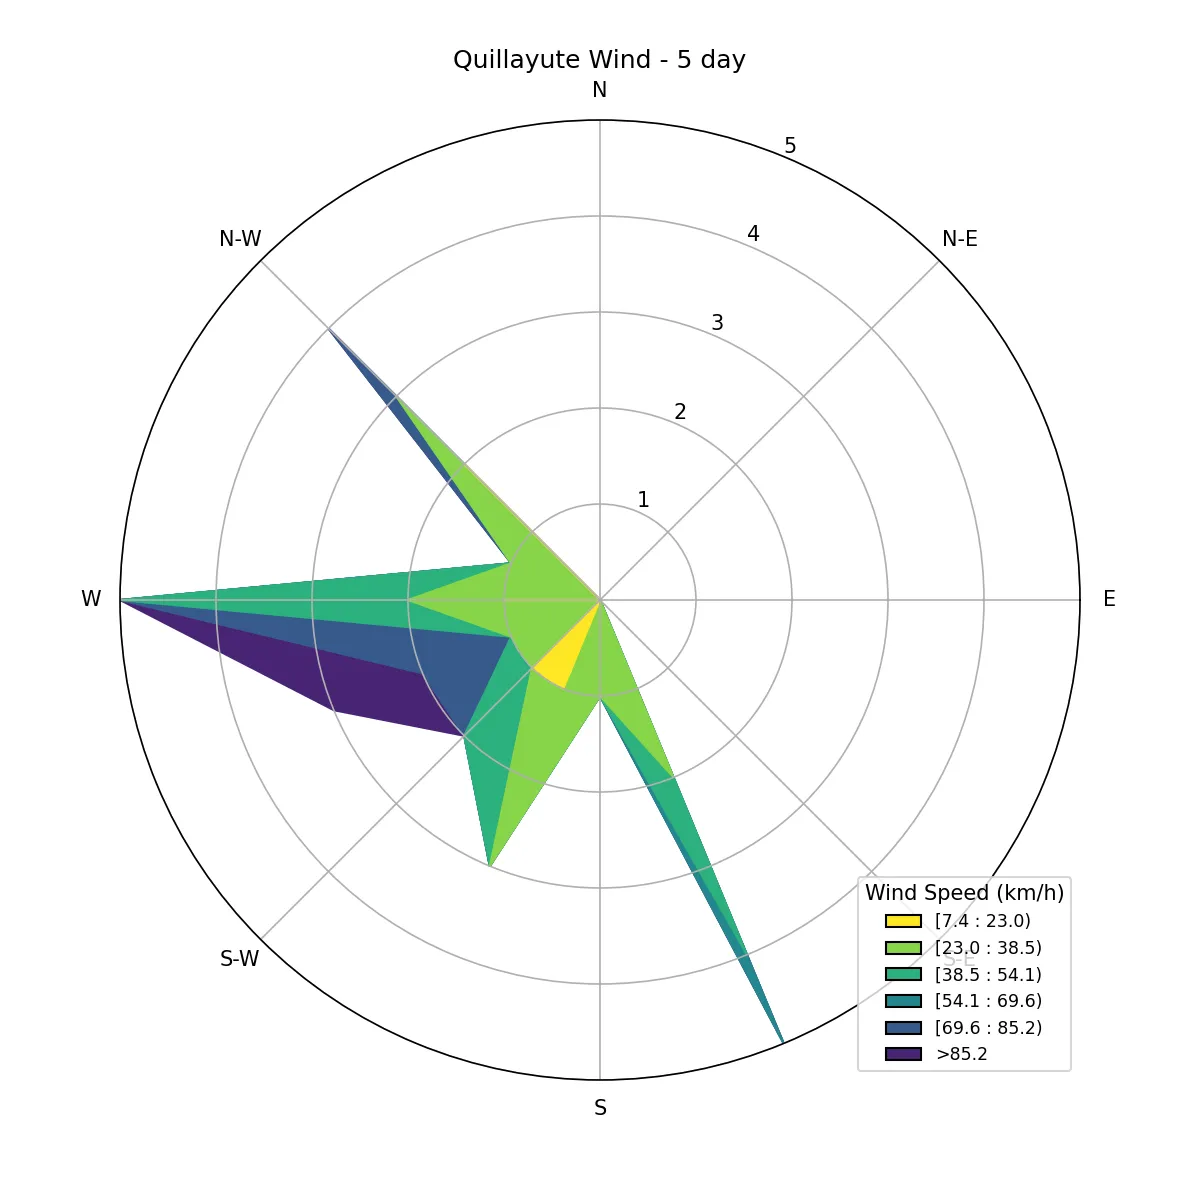 Quillayute Wind - 5 day
N
5
N-W
N-E
4
3
2
1
W
E
S-W
S-E
S
Wind Speed (km/h)
[7.4 : 23.0)
[23.0 : 38.5)
[38.5 : 54.1)
[54.1 : 69.6)
[69.6 : 85.2)
>85.2